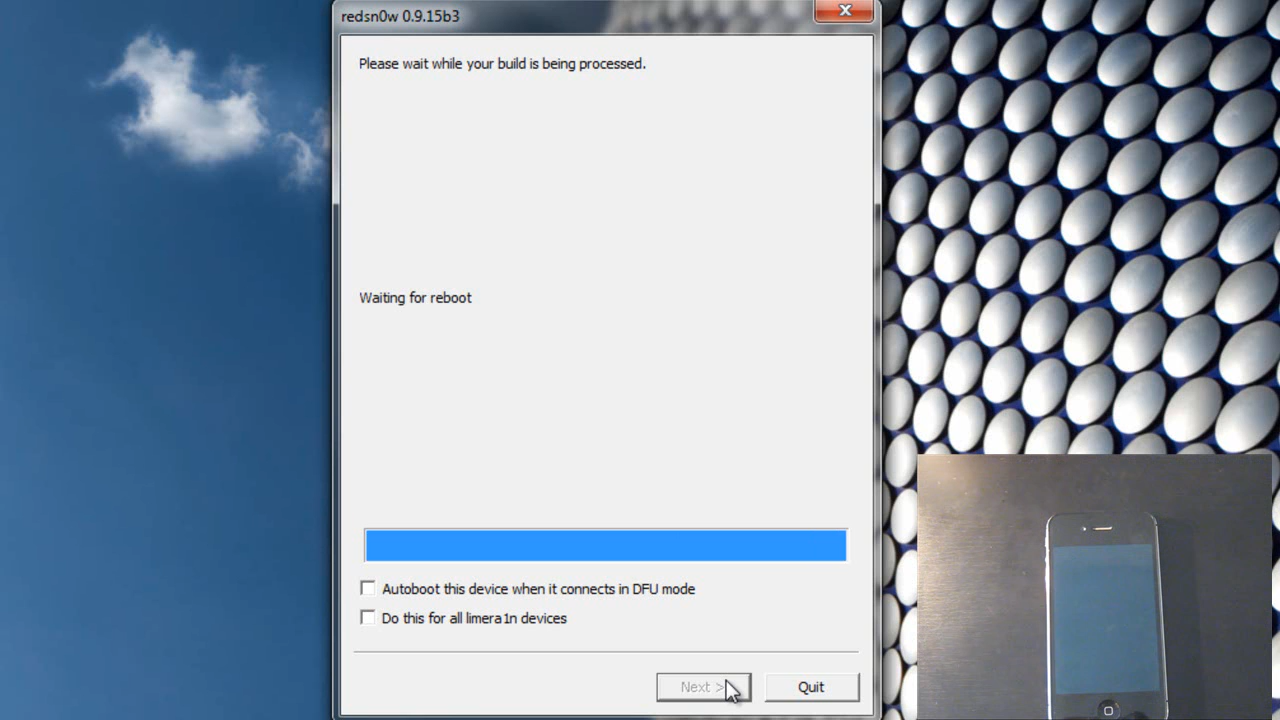 redsn0w 0.9.15b3
Please wait while your build is being processed.
Waiting for reboot
Autoboot this device when it connects in DFU mode
Do this for all limera1n devices
Next >
Quit